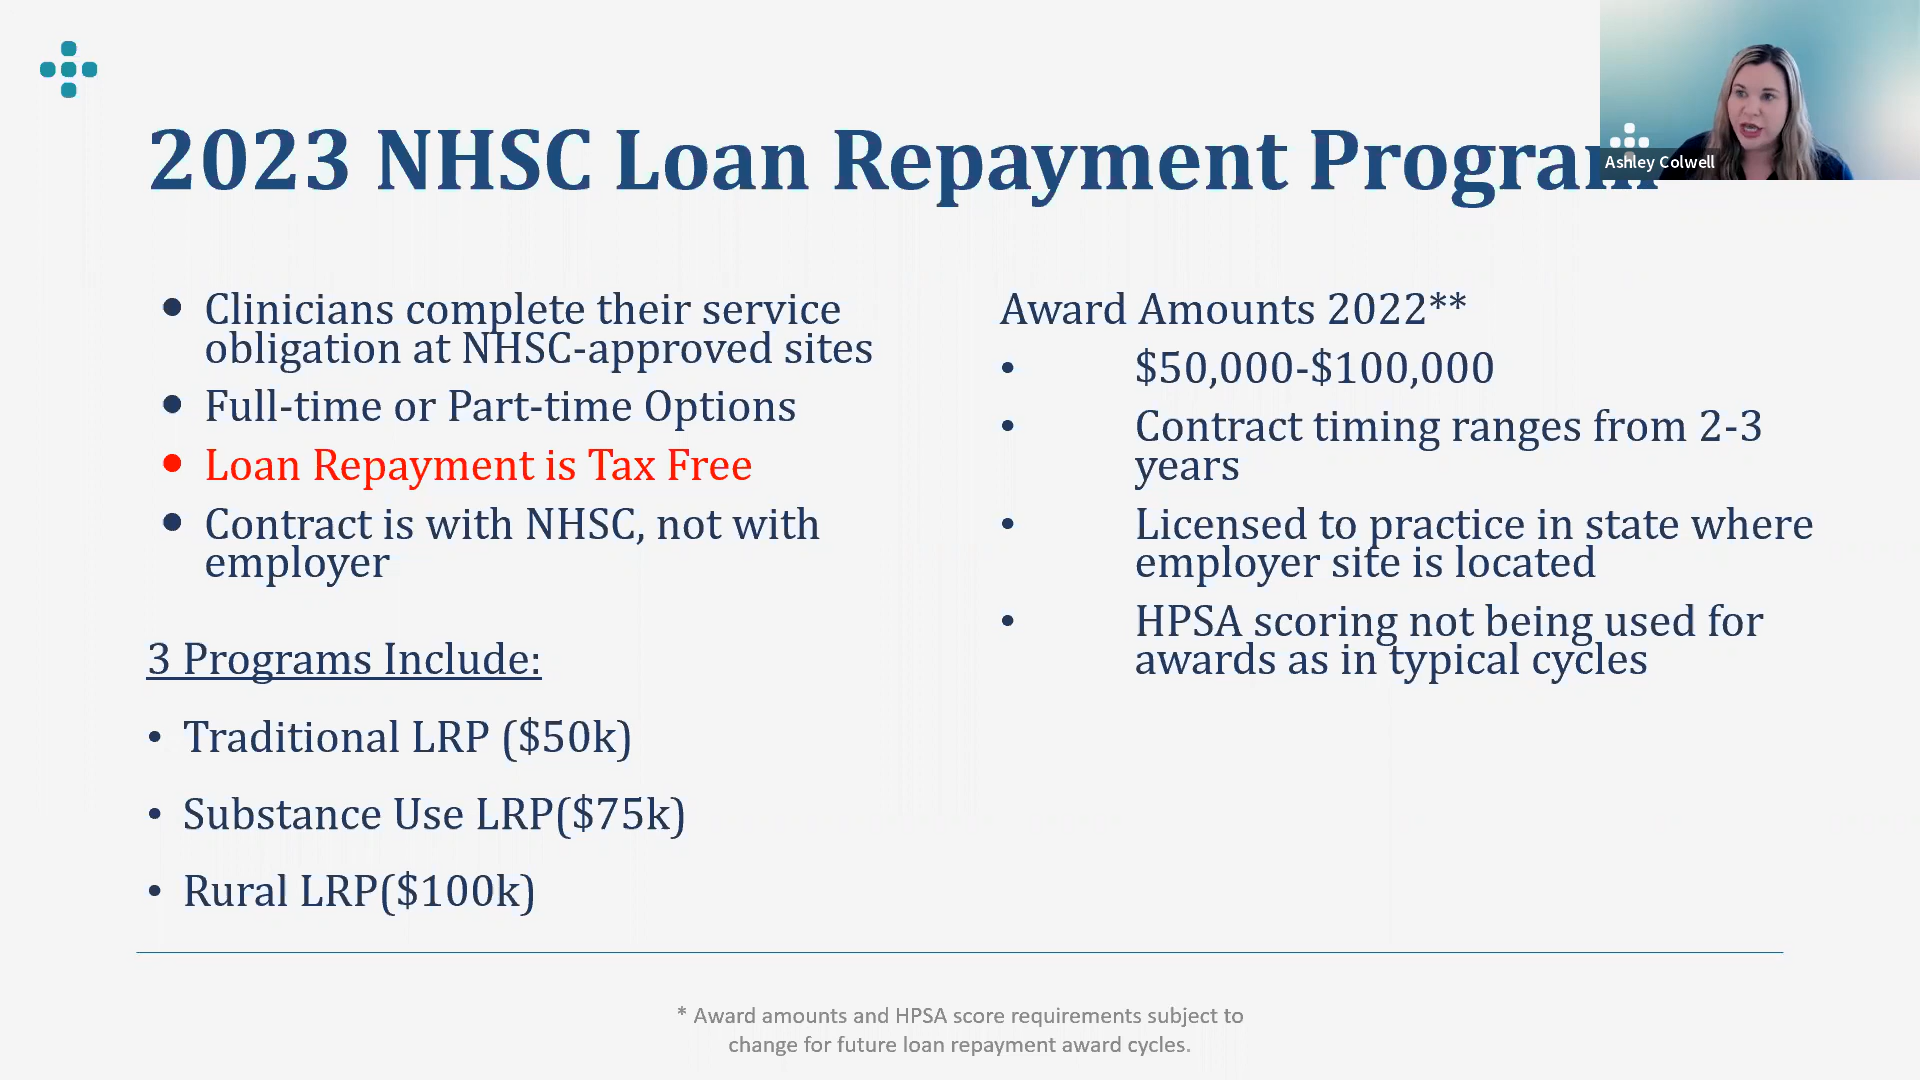 2023 NHSC Loan Repayment Program
Ashley Colwell
• Clinicians complete their service
obligation at NHSC-approved sites
• Full-time or Part-time Options
• Loan Repayment is Tax Free
• Contract is with NHSC, not with
employer
3 Programs Include:
• Traditional LRP ($50k)
• Substance Use LRP($75k)
• Rural LRP($100k)
Award Amounts 2022**
• $50,000-$100,000
• Contract timing ranges from 2-3
years
• Licensed to practice in state where
employer site is located
• HPSA scoring not being used for
awards as in typical cycles
* Award amounts and HPSA score requirements subject to
change for future loan repayment award cycles.